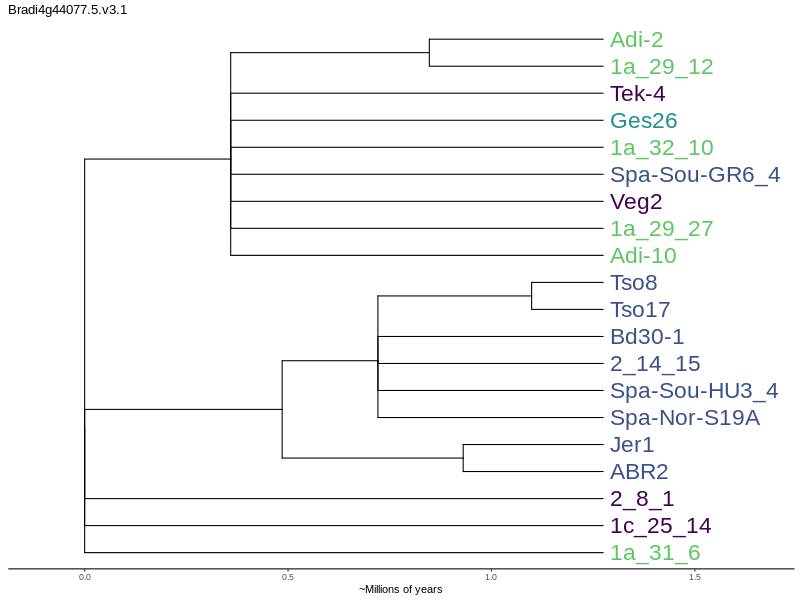 Bradi4g44077.5.v3.1
Adi-2
1a_29_12
Tek-4
Ges26
1a_32_10
Spa-Sou-GR6_4
Veg2
1a_29_27
Adi-10
Tso8
Tso17
Bd30-1
2_14_15
Spa-Sou-HU3_4
Spa-Nor-S19A
Jer1
ABR2
2_8_1
1c_25_14
1a_31_6
0.0 0.5 1.0 1.5
~Millions of years